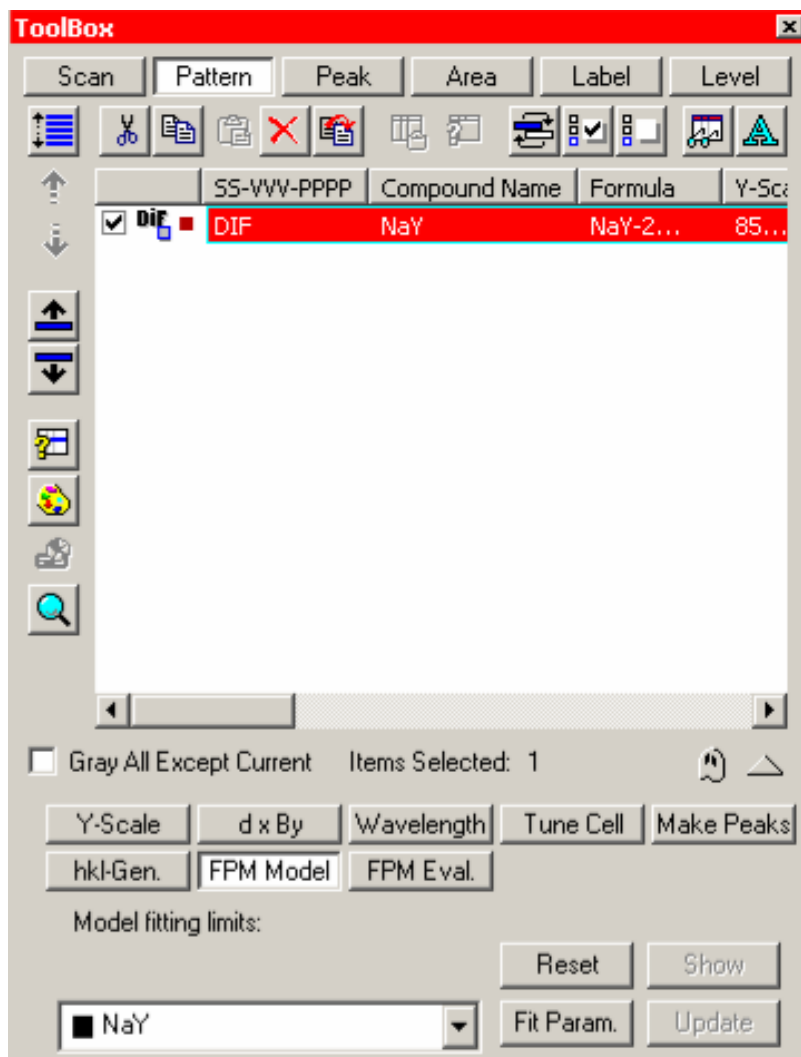 ToolBox
Scan Pattern Peak Area Label Level
SS-VVV-PPPP Compound Name Formula Y-Sca
DIF DIF NaY NaY-2... 85...
Gray All Except Current Items Selected: 1
Y-Scale d x By Wavelength Tune Cell Make Peaks
hkl-Gen. FPM Model FPM Eval.
Model fitting limits:
Reset Show
NaY Fit Param. Update